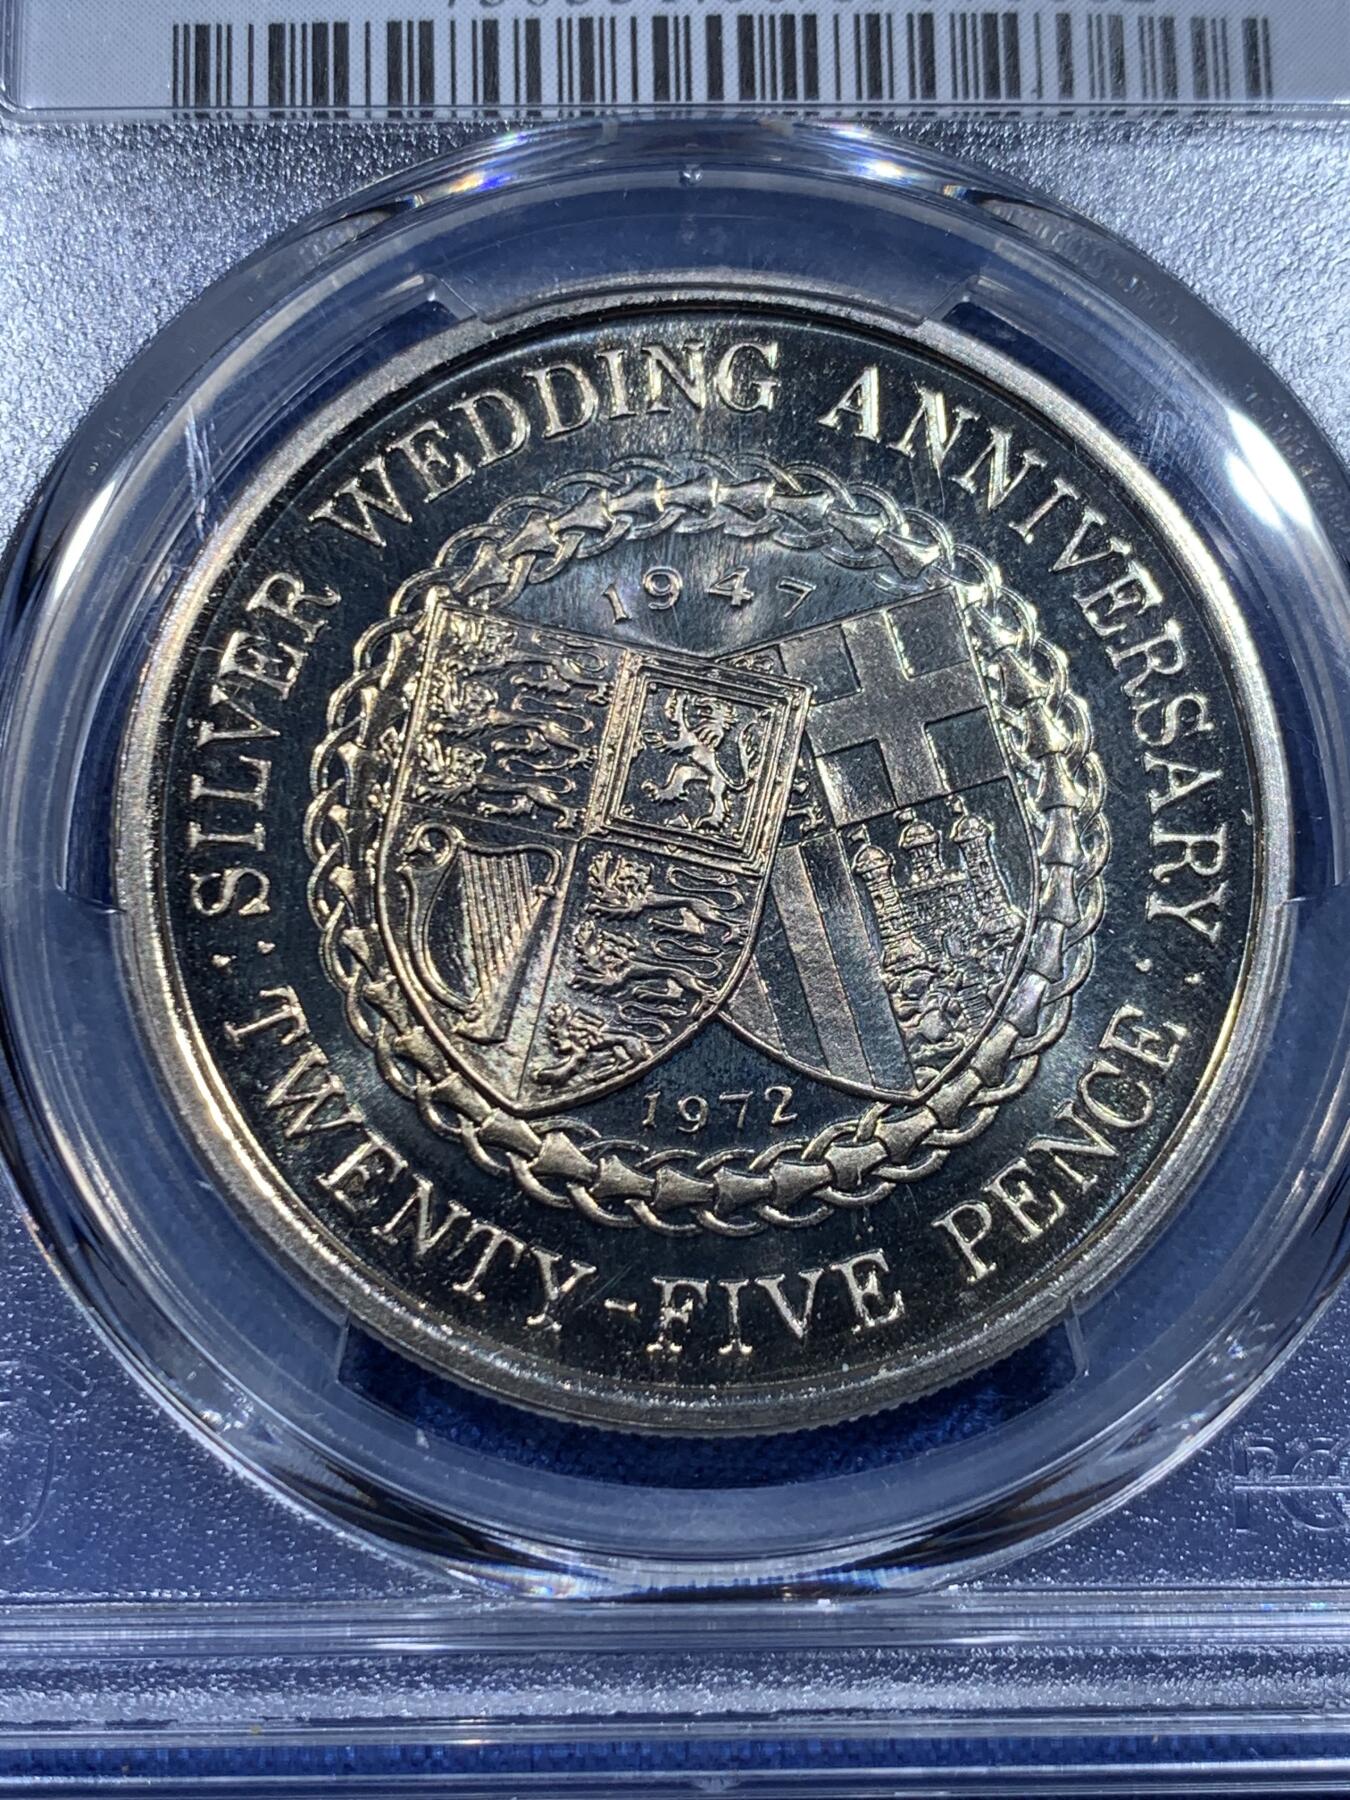 · SILVER WEDDING ANNIVERSARY ·
1947
1972
· TWENTY-FIVE PENCE ·